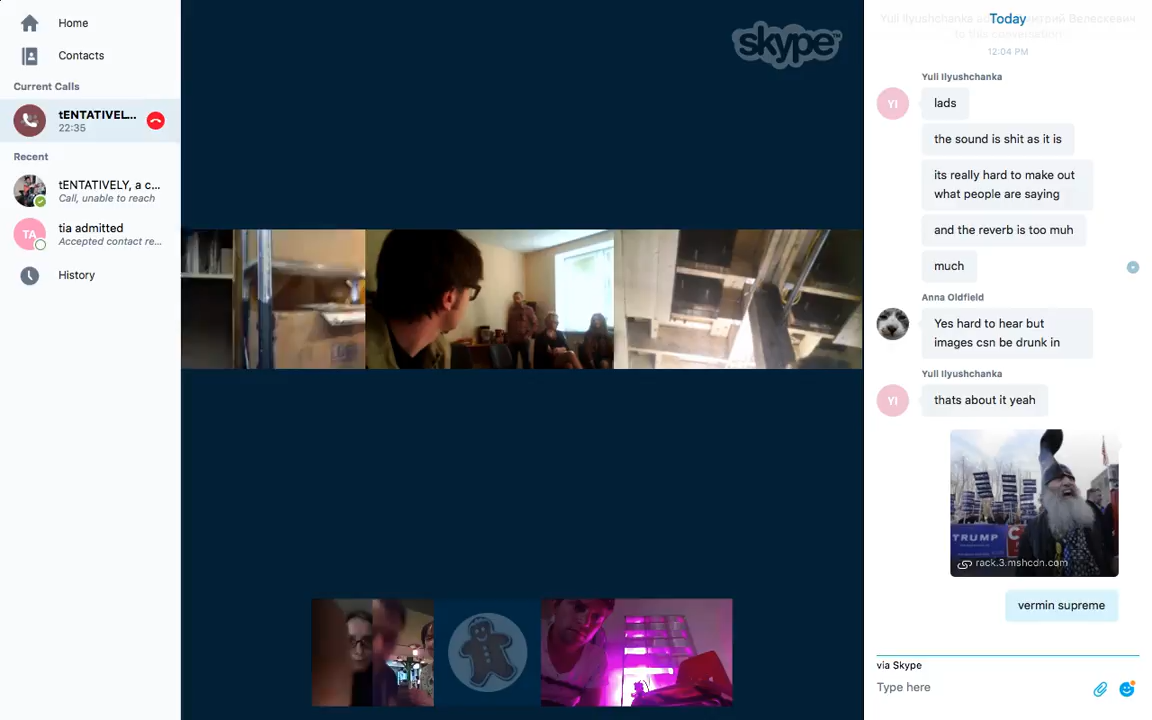 Home
Contacts
Current Calls
tENTATIVEL...
22:35
Recent
tENTATIVELY, a c...
Call, unable to reach
TA
tia admitted
Accepted contact re...
History
skype™
Today
12:04 PM
Yuli Ilyushchanka
YI
lads
the sound is shit as it is
its really hard to make out
what people are saying
and the reverb is too muh
much
Anna Oldfield
Yes hard to hear but
images csn be drunk in
Yuli Ilyushchanka
YI
thats about it yeah
TRUMP
rack.3.mshcdn.com
vermin supreme
via Skype
Type here